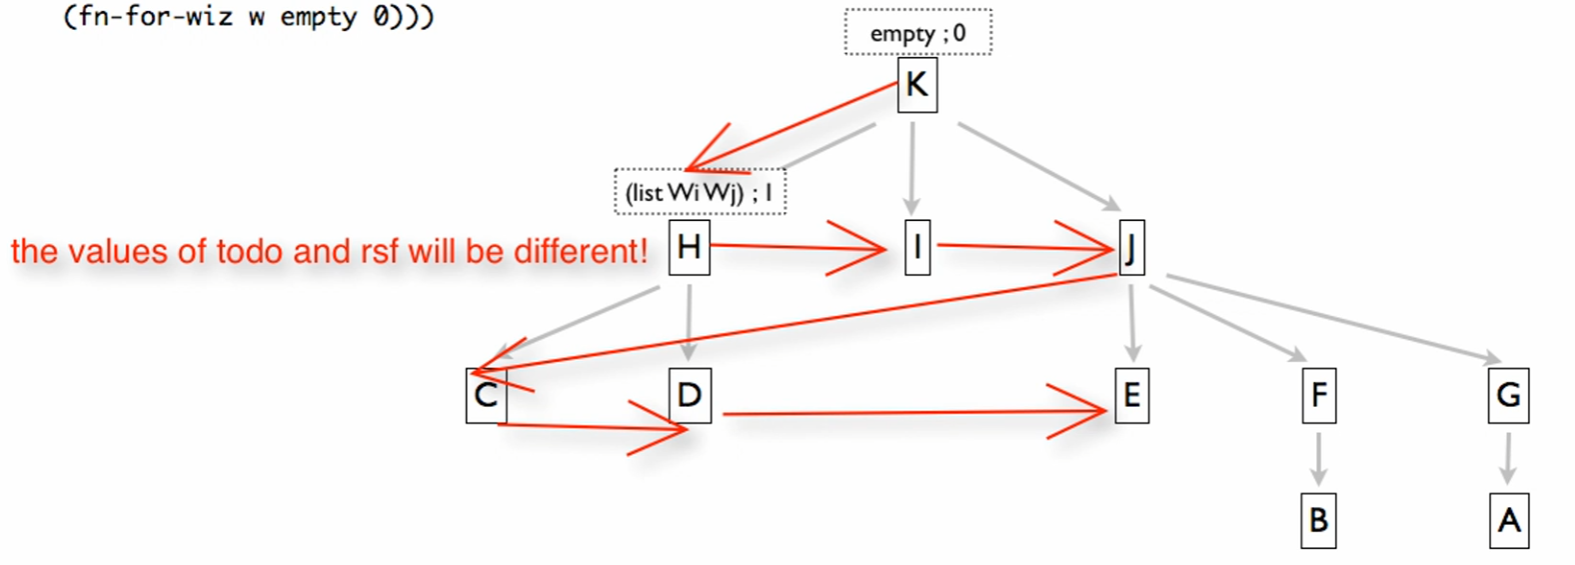 (fn-for-wiz w empty 0)))
empty ; 0
K
(list Wi Wj) ; 1
the values of todo and rsf will be different!
H
I
J
C
D
E
F
G
B
A